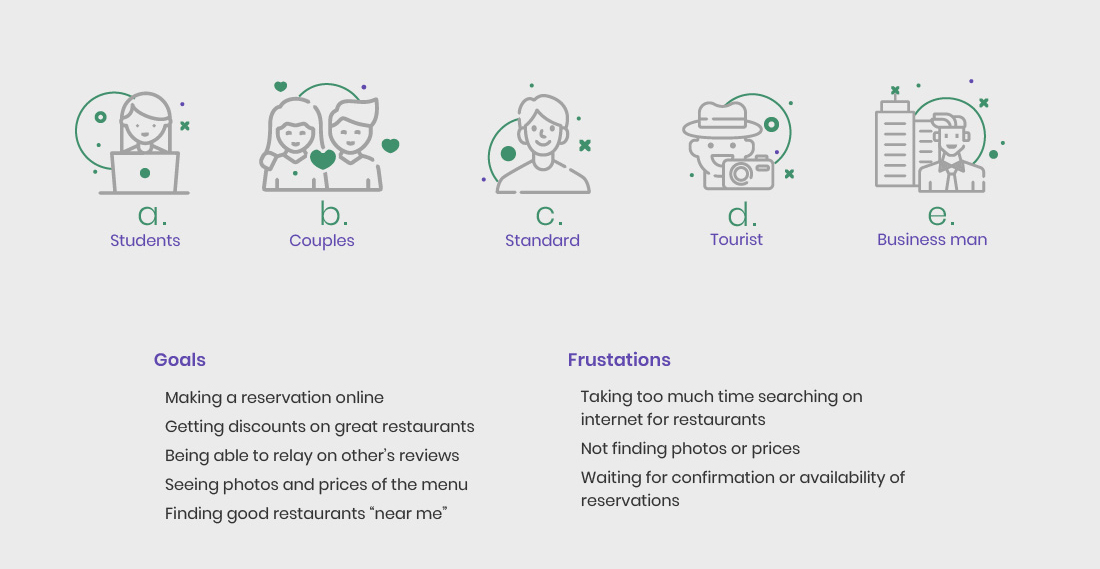 a.
Students
b.
Couples
c.
Standard
d.
Tourist
e.
Business man
Goals
Making a reservation online
Getting discounts on great restaurants
Being able to relay on other's reviews
Seeing photos and prices of the menu
Finding good restaurants “near me”
Frustations
Taking too much time searching on
internet for restaurants
Not finding photos or prices
Waiting for confirmation or availability of
reservations